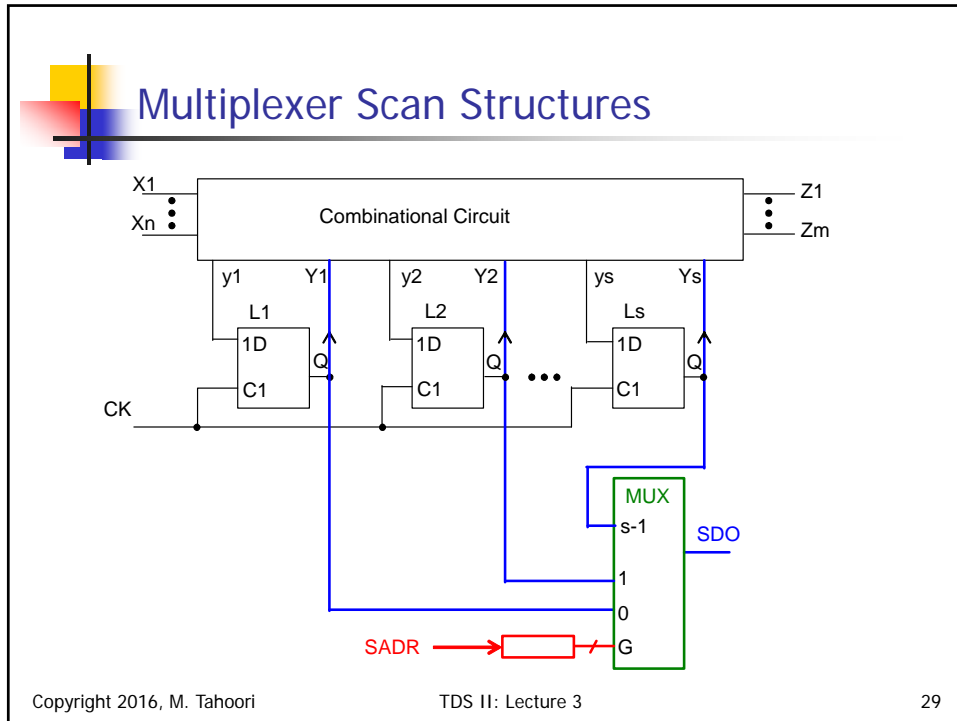 Multiplexer Scan Structures
X1
Xn
Combinational Circuit
Z1
Zm
y1 Y1 y2 Y2 ys Ys
L1 L2 Ls
1D Q 1D Q 1D Q
C1 C1 C1
CK
MUX
s-1
SDO
1
0
SADR G
Copyright 2016, M. Tahoori TDS II: Lecture 3 29